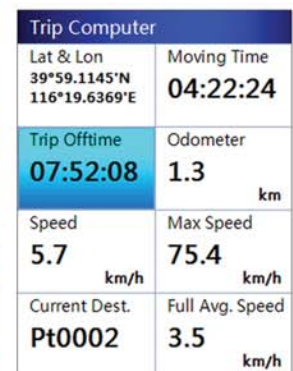 Trip Computer
Lat & Lon
39°59.1145'N
116°19.6369'E
Moving Time
04:22:24
Trip Offtime
07:52:08
Odometer
1.3
km
Speed
5.7
km/h
Max Speed
75.4
km/h
Current Dest.
Pt0002
Full Avg. Speed
3.5
km/h